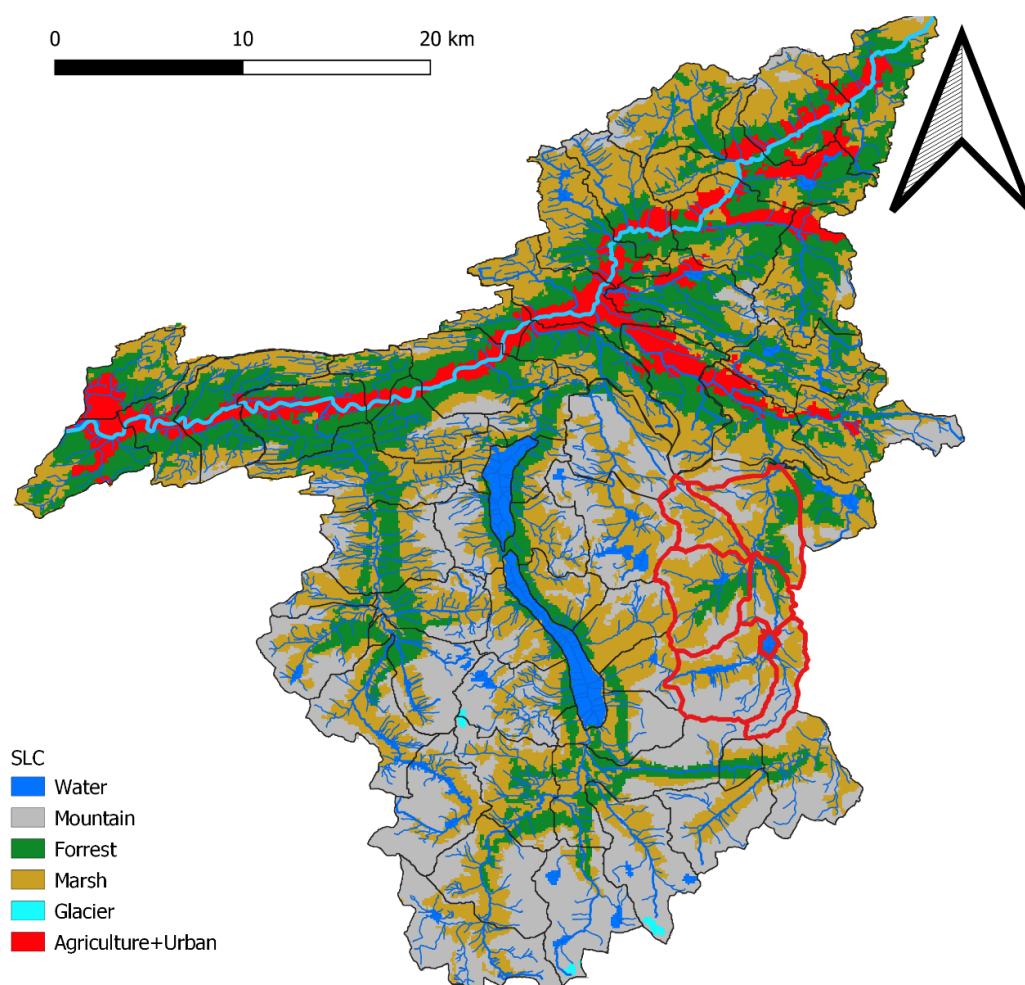 0 10 20 km
SLC
Water
Mountain
Forrest
Marsh
Glacier
Agriculture+Urban